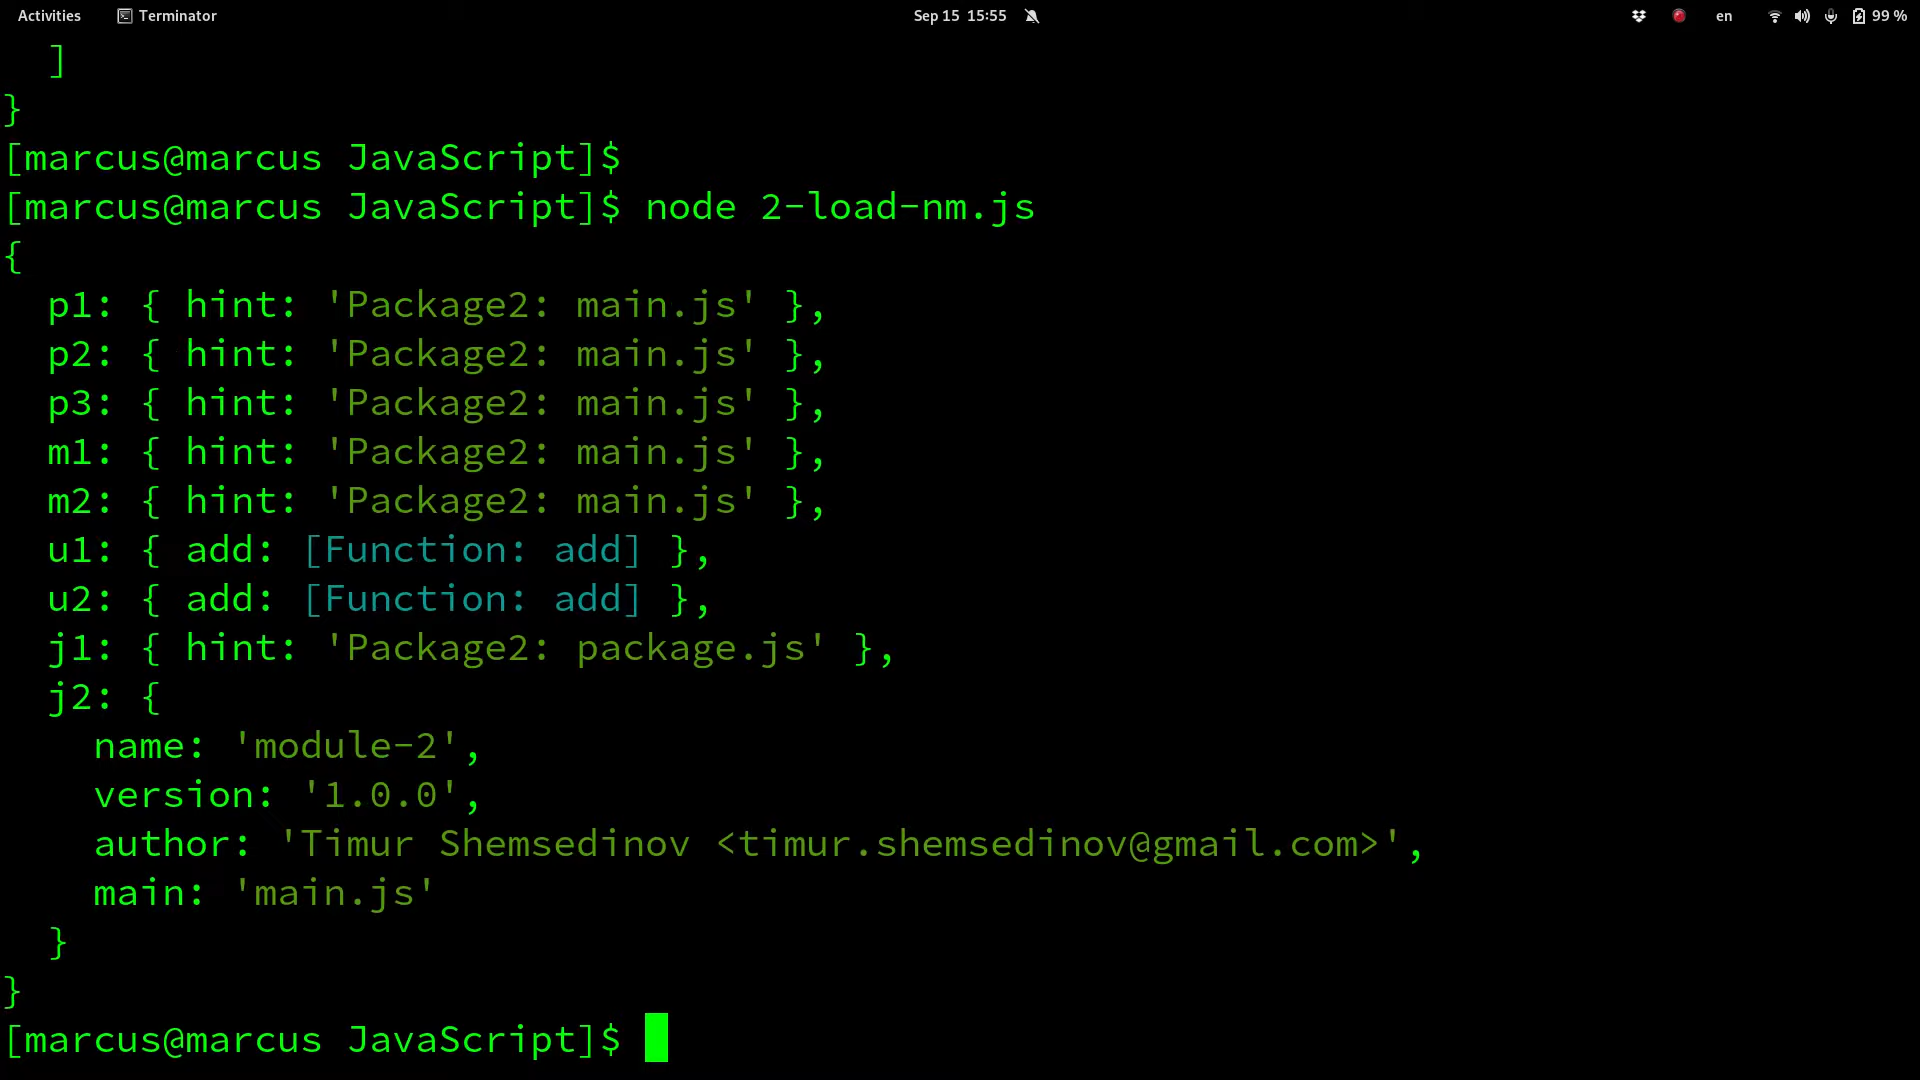 Activities Terminator Sep 15 15:55 en 99 %
  ]
}
[marcus@marcus JavaScript]$
[marcus@marcus JavaScript]$ node 2-load-nm.js
{
  p1: { hint: 'Package2: main.js' },
  p2: { hint: 'Package2: main.js' },
  p3: { hint: 'Package2: main.js' },
  m1: { hint: 'Package2: main.js' },
  m2: { hint: 'Package2: main.js' },
  u1: { add: [Function: add] },
  u2: { add: [Function: add] },
  j1: { hint: 'Package2: package.js' },
  j2: {
    name: 'module-2',
    version: '1.0.0',
    author: 'Timur Shemsedinov <timur.shemsedinov@gmail.com>',
    main: 'main.js'
  }
}
[marcus@marcus JavaScript]$